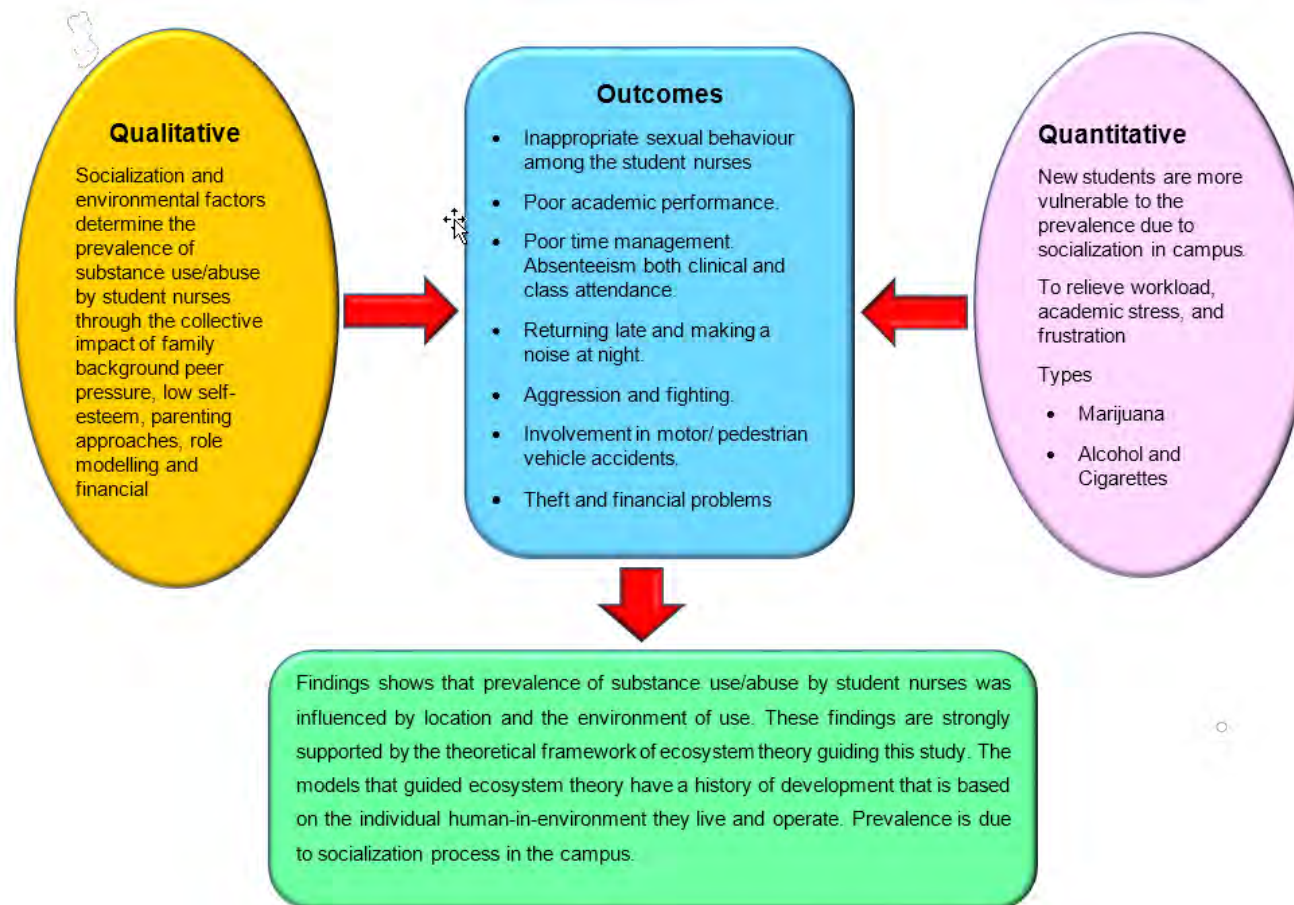 Qualitative
Socialization and
environmental factors
determine the
prevalence of
substance use/abuse
by student nurses
through the collective
impact of family
background peer
pressure, low self-
esteem, parenting
approaches, role
modelling and
financial
Outcomes
• Inappropriate sexual behaviour
among the student nurses
• Poor academic performance.
• Poor time management.
Absenteeism both clinical and
class attendance.
• Returning late and making a
noise at night.
• Aggression and fighting.
• Involvement in motor/ pedestrian
vehicle accidents.
• Theft and financial problems
Quantitative
New students are more
vulnerable to the
prevalence due to
socialization in campus.
To relieve workload,
academic stress, and
frustration
Types
• Marijuana
• Alcohol and
Cigarettes
Findings shows that prevalence of substance use/abuse by student nurses was
influenced by location and the environment of use. These findings are strongly
supported by the theoretical framework of ecosystem theory guiding this study. The
models that guided ecosystem theory have a history of development that is based
on the individual human-in-environment they live and operate. Prevalence is due
to socialization process in the campus.